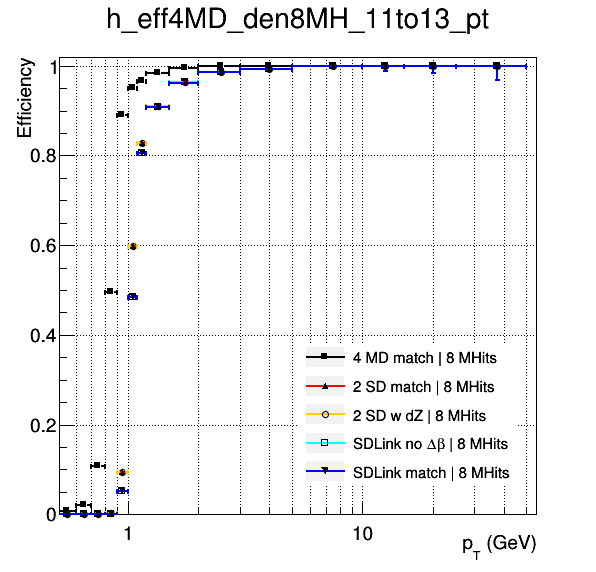 h_eff4MD_den8MH_11to13_pt
Efficiency
1
0.8
0.6
0.4
0.2
0
4 MD match | 8 MHits
2 SD match | 8 MHits
2 SD w dZ | 8 MHits
SDLink no Δβ | 8 MHits
SDLink match | 8 MHits
1
10
p_T (GeV)